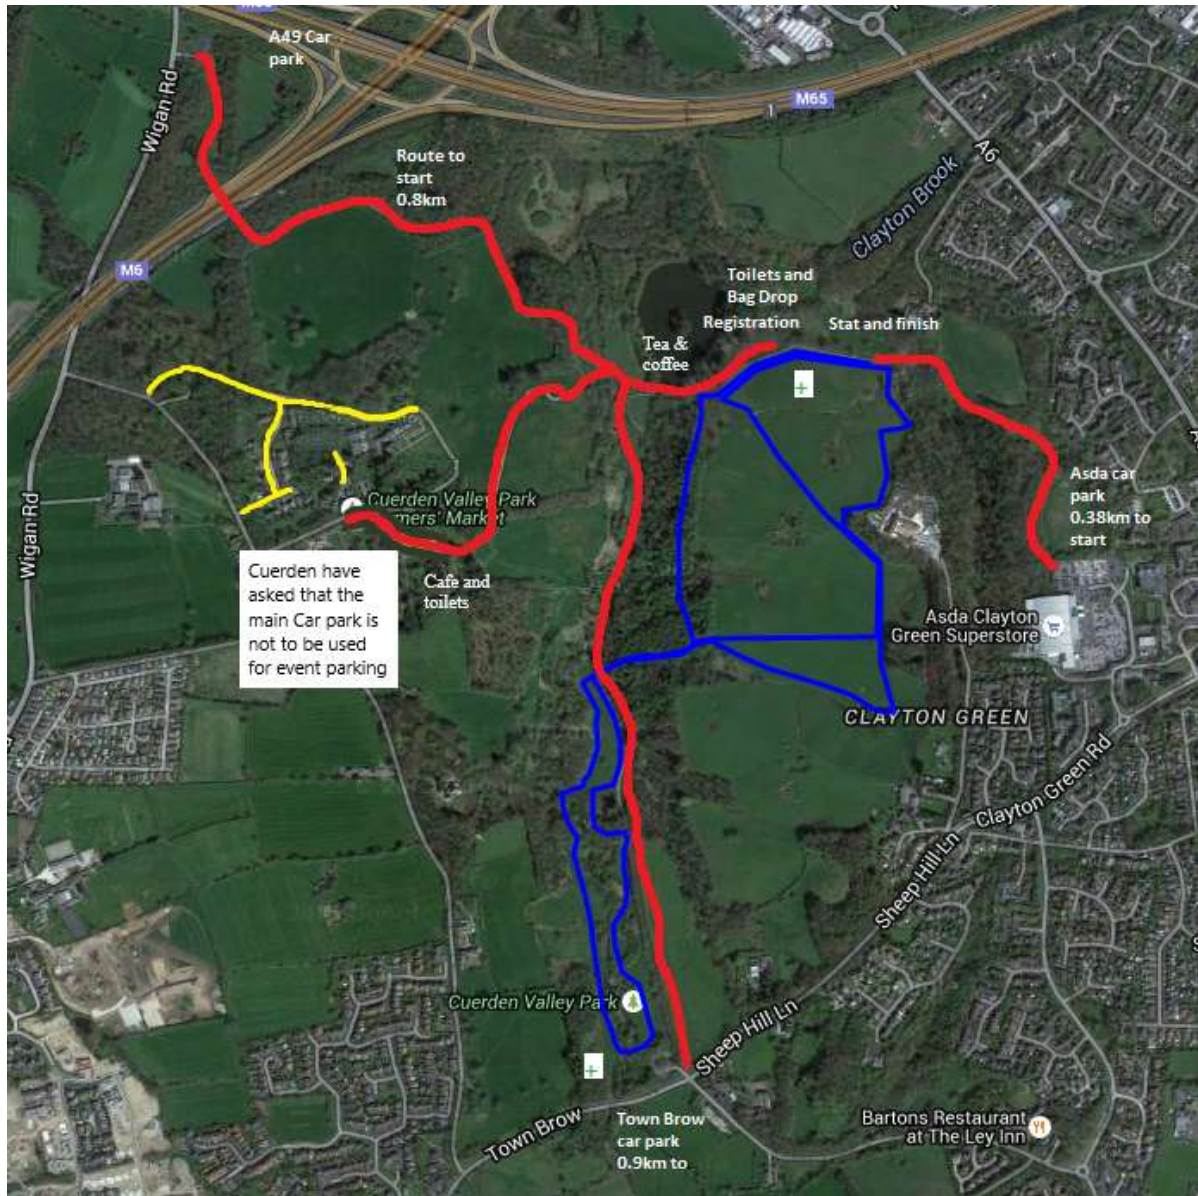 A49 Car
park
M65
Wigan Rd
A6
Route to
start
0.8km
Clayton Brook
M6
Toilets and
Bag Drop
Registration
Stat and finish
Tea &
coffee
Asda car
park
0.38km to
start
Cuerden Valley Park
mers' Market
Wigan Rd
Cuerden have
asked that the
main Car park is
not to be used
for event parking
Cafe and
toilets
Asda Clayton
Green Superstore
CLAYTON GREEN
Clayton Green Rd
Sheep Hill Ln
Cuerden Valley Park
Sheep Hill Ln
Town Brow
Town Brow
car park
0.9km to
Bartons Restaurant
at The Ley Inn